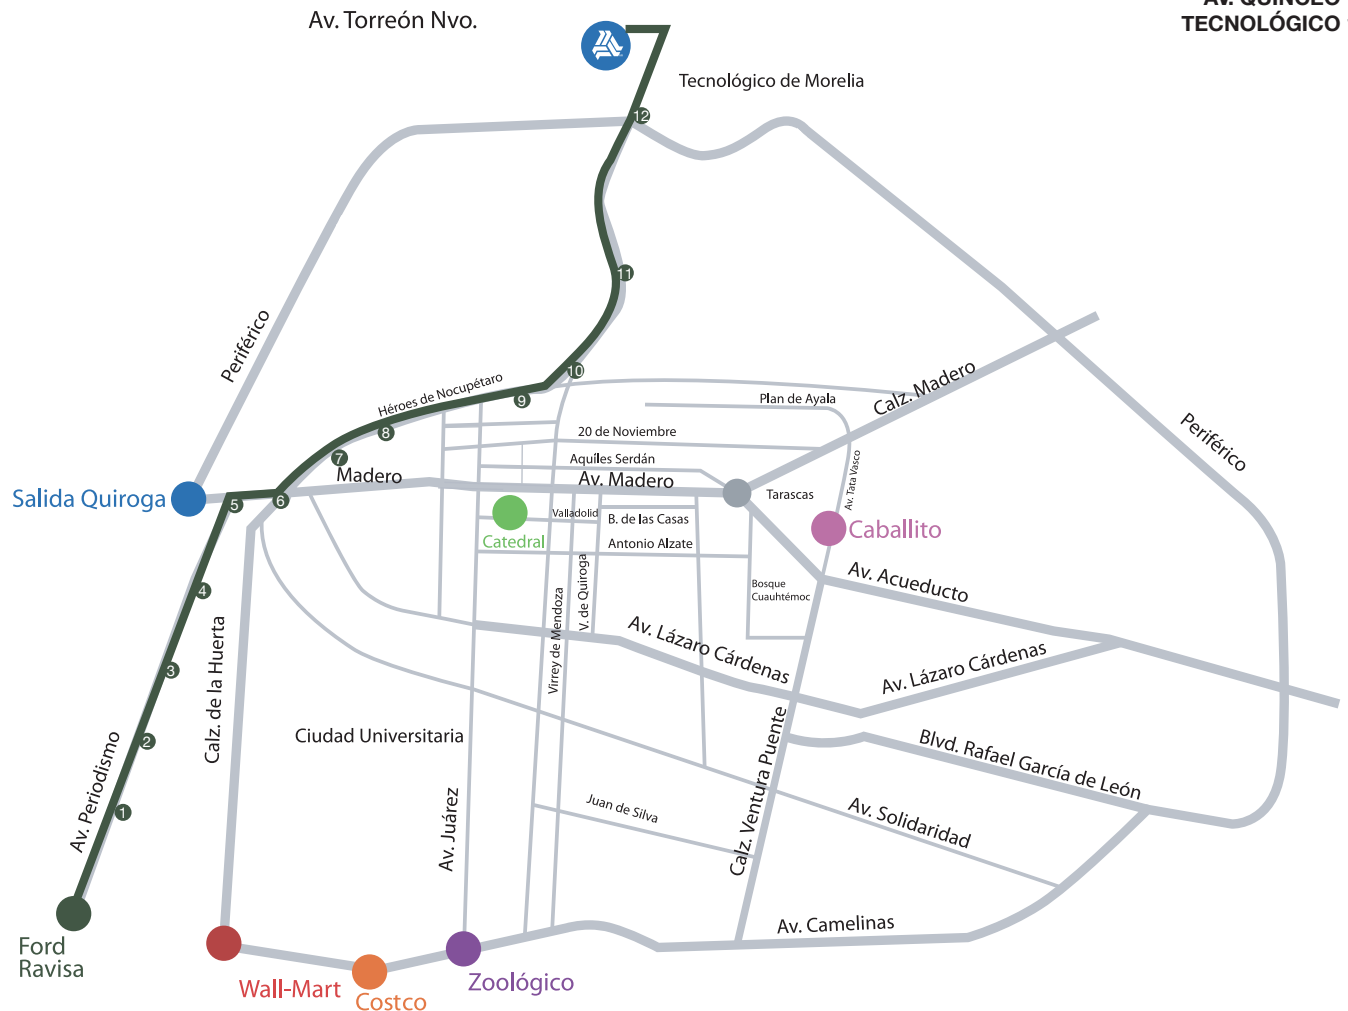 AV. QUINCEO
TECNOLÓGICO
Av. Torreón Nvo.
Tecnológico de Morelia
12
11
Periférico
10
Héroes de Nocupétaro
9
8
7
Plan de Ayala
Calz. Madero
20 de Noviembre
Aquíles Serdán
Periférico
Madero
Av. Madero
Tarascas
Av. Tata Vasco
Salida Quiroga
5
6
Valladolid
B. de las Casas
Catedral
Antonio Alzate
Caballito
4
Bosque
Cuauhtémoc
Av. Acueducto
V. de Quiroga
Virrey de Mendoza
Av. Lázaro Cárdenas
Av. Lázaro Cárdenas
3
Calz. de la Huerta
2
Ciudad Universitaria
Calz. Ventura Puente
Blvd. Rafael García de León
Av. Periodismo
1
Av. Juárez
Juan de Silva
Av. Solidaridad
Av. Camelinas
Ford
Ravisa
Wall-Mart
Costco
Zoológico